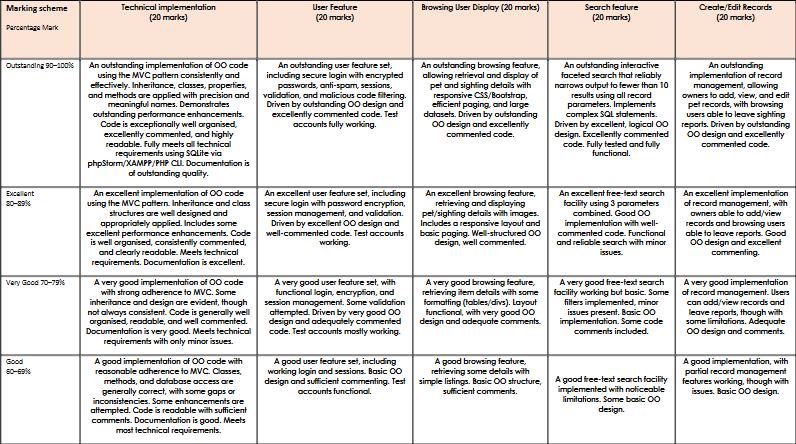 Marking scheme
Percentage Mark
Technical implementation
(20 marks)
User Feature
(20 marks)
Browsing User Display (20 marks)
Search feature
(20 marks)
Create/Edit Records
(20 marks)
Outstanding 90–100%
An outstanding implementation of OO code
using the MVC pattern consistently and
effectively. Inheritance, classes, properties,
and methods are applied with precision and
meaningful names. Demonstrates
outstanding performance enhancements.
Code is exceptionally well organised,
excellently commented, and highly
readable. Fully meets all technical
requirements using SQLite via
phpStorm/XAMPP/PHP CLI. Documentation is
of outstanding quality.
An outstanding user feature set,
including secure login with encrypted
passwords, anti-spam, sessions,
validation, and malicious code filtering.
Driven by outstanding OO design and
excellently commented code. Test
accounts fully working.
An outstanding browsing feature,
allowing retrieval and display of
pet and sighting details with
responsive CSS/Bootstrap,
efficient paging, and large
datasets. Driven by outstanding
OO design and excellently
commented code.
An outstanding interactive
faceted search that reliably
narrows output to fewer than 10
results using all record
parameters. Implements
complex SQL statements.
Driven by excellent, logical OO
design. Excellently commented
code. Fully tested and fully
functional.
An outstanding
implementation of record
management, allowing
owners to add, view, and edit
pet records, with browsing
users able to leave sighting
reports. Driven by outstanding
OO design and excellently
commented code.
Excellent
80–89%
An excellent implementation of OO code
using the MVC pattern. Inheritance and class
structures are well designed and
appropriately applied. Includes some
excellent performance enhancements. Code
is well organised, consistently commented,
and clearly readable. Meets technical
requirements. Documentation is excellent.
An excellent user feature set, including
secure login with password encryption,
session management, and validation.
Driven by excellent OO design and
well-commented code. Test accounts
working.
An excellent browsing feature,
retrieving and displaying
pet/sighting details with images.
Includes a responsive layout and
basic paging. Well-structured OO
design, well commented.
An excellent free-text search
facility using 3 parameters
combined. Good OO
implementation with well-
commented code. Functional
and reliable search with minor
issues.
An excellent implementation
of record management, with
owners able to add/view
records and browsing users
able to leave reports. Good
OO design and excellent
commenting.
Very Good 70–79%
A very good implementation of OO code
with strong adherence to MVC. Some
inheritance and design are evident, though
not always consistent. Code is generally well
organised, readable, and well commented.
Documentation is very good. Meets technical
requirements with only minor issues.
A very good user feature set, with
functional login, encryption, and
session management. Some validation
attempted. Driven by very good OO
design and adequately commented
code. Test accounts mostly working.
A very good browsing feature,
retrieving item details with some
formatting (tables/divs). Layout
functional, with very good OO
design and adequate comments.
A very good free-text search
facility working but basic. Some
filters implemented, minor
issues present. Basic OO
implementation. Some code
comments included.
A very good implementation
of record management. Users
can add/view records and
leave reports, though with
some limitations. Adequate
OO design and comments.
Good
60–69%
A good implementation of OO code with
reasonable adherence to MVC. Classes,
methods, and database access are
generally correct, with some gaps or
inconsistencies. Some enhancements are
attempted. Code is readable with sufficient
comments. Documentation is good. Meets
most technical requirements.
A good user feature set, including
working login and sessions. Basic OO
design and sufficient commenting. Test
accounts functional.
A good browsing feature,
retrieving some details with
simple listings. Basic OO structure,
sufficient comments.
A good free-text search facility
implemented with noticeable
limitations. Some basic OO
design.
A good implementation, with
partial record management
features working, though with
issues. Basic OO design.